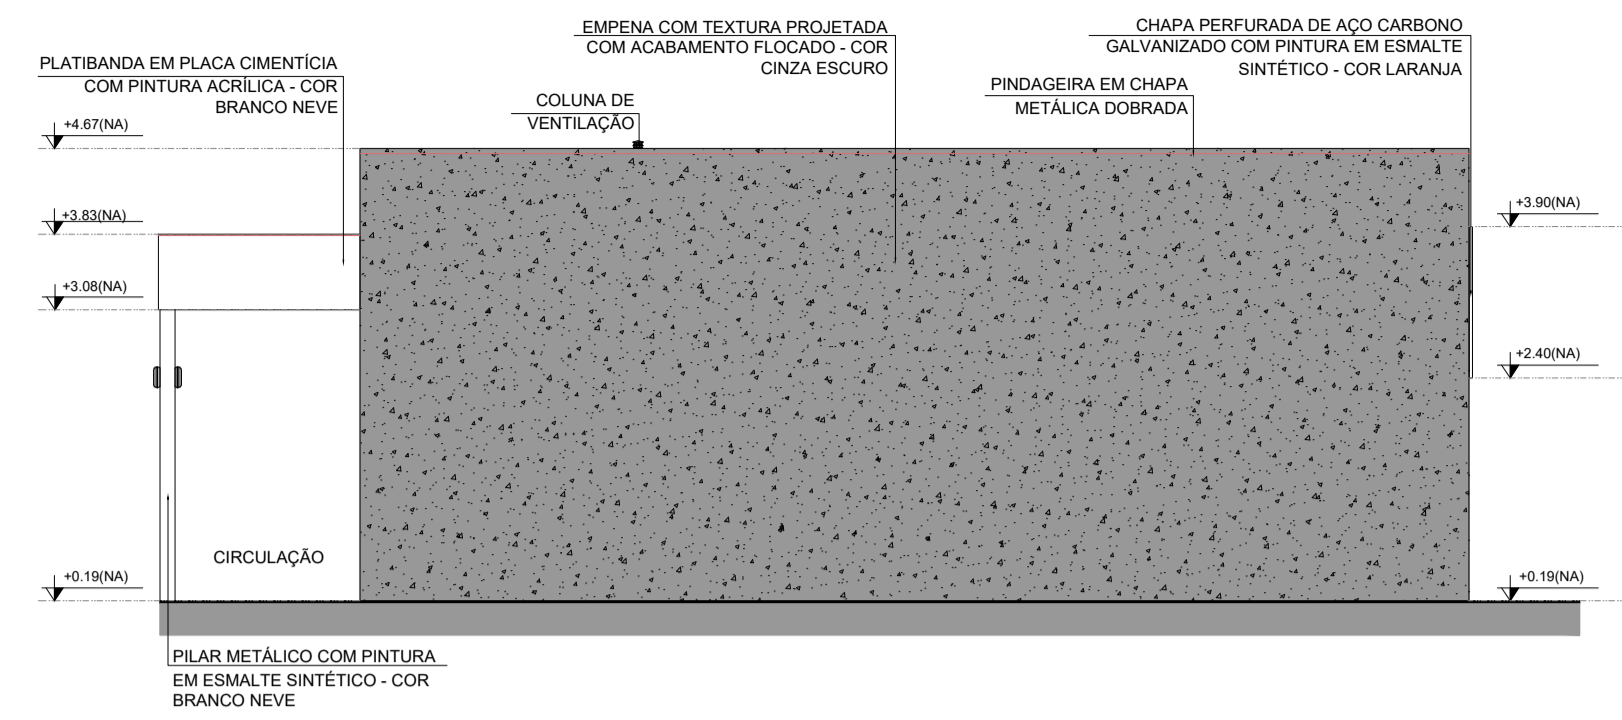 PLATIBANDA EM PLACA CIMENTÍCIA
COM PINTURA ACRÍLICA - COR
BRANCO NEVE
COLUNA DE
VENTILAÇÃO
EMPENA COM TEXTURA PROJETADA
COM ACABAMENTO FLOCADO - COR
CINZA ESCURO
PINDAGEIRA EM CHAPA
METÁLICA DOBRADA
CHAPA PERFURADA DE AÇO CARBONO
GALVANIZADO COM PINTURA EM ESMALTE
SINTÉTICO - COR LARANJA
+4.67(NA)
+3.83(NA)
+3.08(NA)
+0.19(NA)
+3.90(NA)
+2.40(NA)
+0.19(NA)
CIRCULAÇÃO
PILAR METÁLICO COM PINTURA
EM ESMALTE SINTÉTICO - COR
BRANCO NEVE